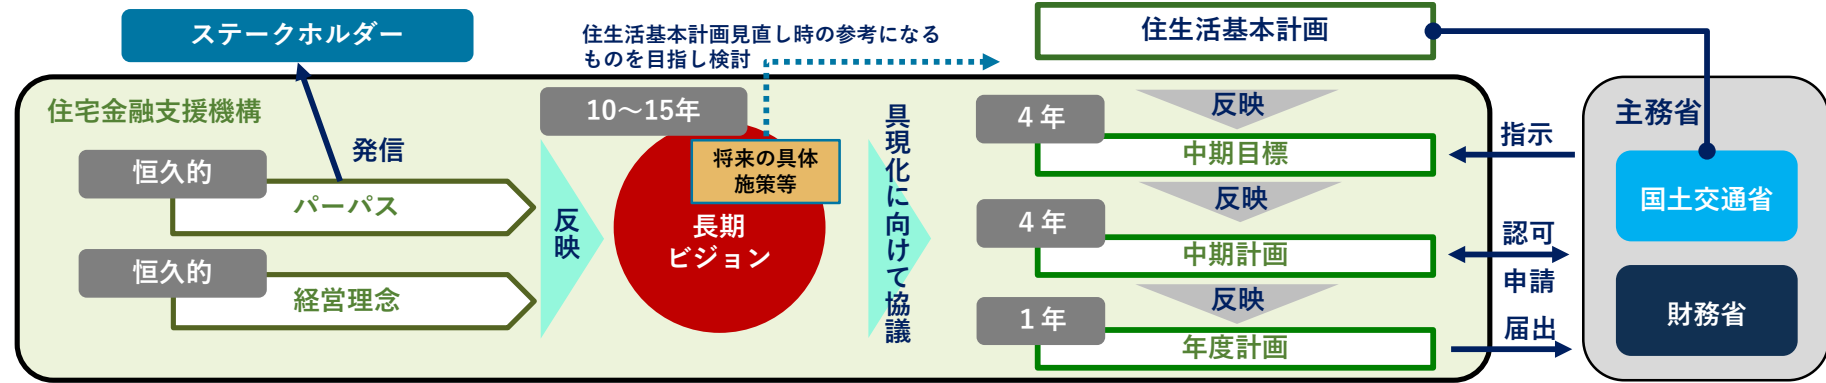 ステークホルダー
住生活基本計画見直し時の参考になる
ものを目指し検討
住生活基本計画
住宅金融支援機構
発信
恒久的
パーパス
恒久的
経営理念
反映
10~15年
将来の具体
施策等
長期
ビジョン
具現化に向けて協議
反映
4年
中期目標
反映
4年
中期計画
反映
1年
年度計画
指示
認可
申請
届出
主務省
国土交通省
財務省